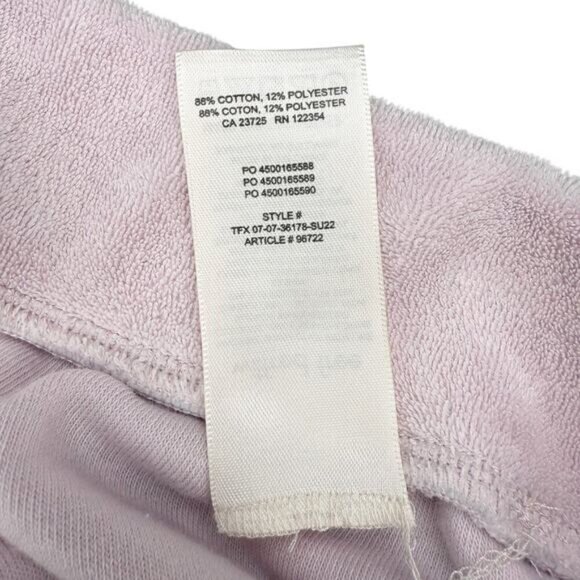 88% COTTON, 12% POLYESTER
88% COTON, 12% POLYESTER
CA 23725 RN 122354
PO 4500165588
PO 4500165589
PO 4500165590
STYLE #
TFX 07-07-36178-SU22
ARTICLE # 96722